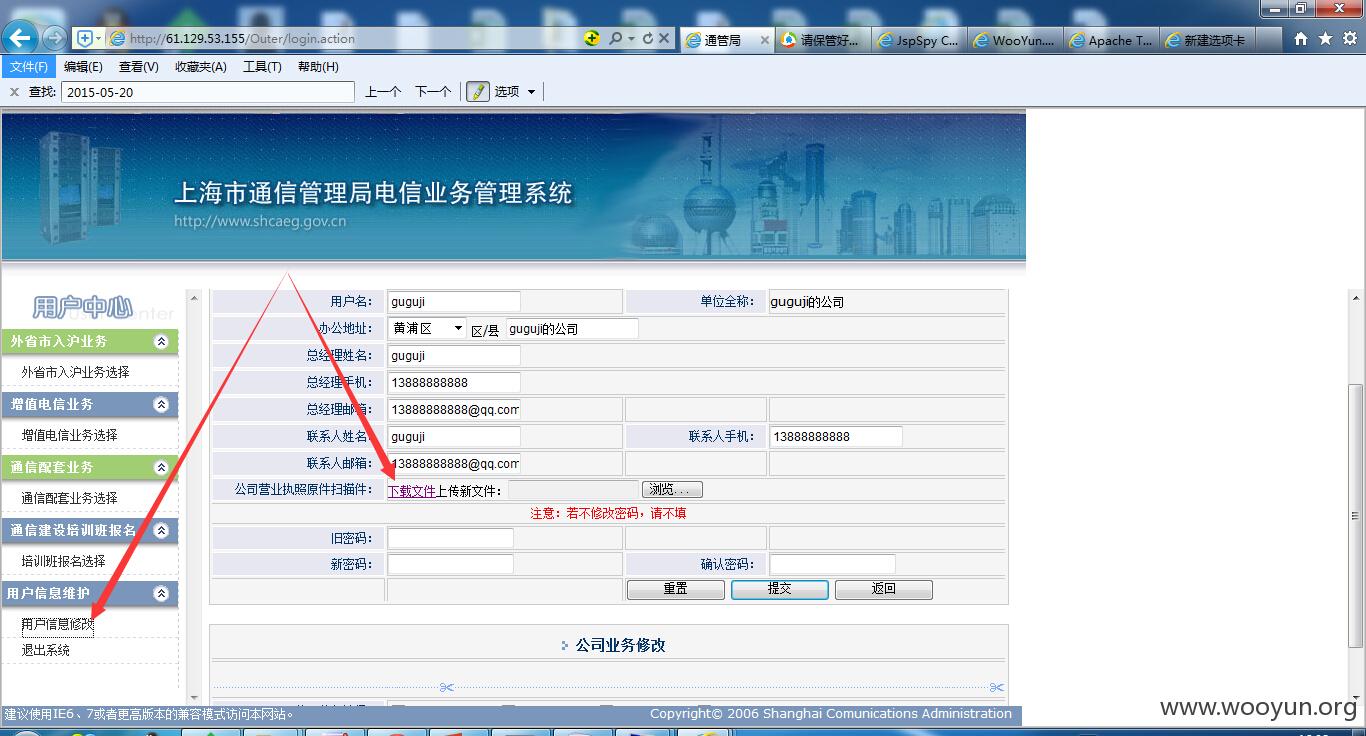 http://61.129.53.155/Outer/login.action
通管局
请保管好...
JspSpy C...
WooYun....
Apache T...
新建选项卡
文件(F) 编辑(E) 查看(V) 收藏夹(A) 工具(T) 帮助(H)
查找: 2015-05-20 上一个 下一个 选项
上海市通信管理局电信业务管理系统
http://www.shcaeg.gov.cn
用户中心
外省市入沪业务
外省市入沪业务选择
增值电信业务
增值电信业务选择
通信配套业务
通信配套业务选择
通信建设培训班报名
培训班报名选择
用户信息维护
用户信息修改
退出系统
用户名： guguji 单位全称： guguji的公司
办公地址： 黄浦区 区/县 guguji的公司
总经理姓名： guguji
总经理手机： 13888888888
总经理邮箱： 13888888888@qq.com
联系人姓名： guguji 联系人手机： 13888888888
联系人邮箱： 13888888888@qq.com
公司营业执照原件扫描件： 下载文件上传新文件： 浏览...
注意：若不修改密码，请不填
旧密码：
新密码： 确认密码：
重置 提交 返回
公司业务修改
建议使用IE6、7或者更高版本的兼容模式访问本网站。
Copyright© 2006 Shanghai Comunications Administration
www.wooyun.org